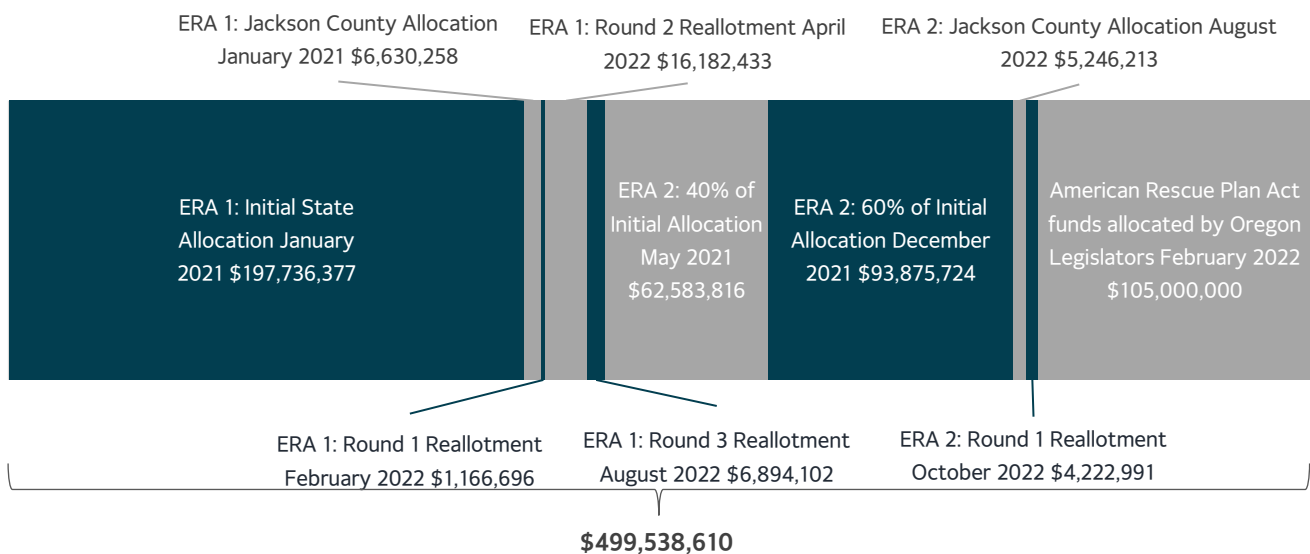 ERA 1: Jackson County Allocation
January 2021 $6,630,258
ERA 1: Round 2 Reallotment April
2022 $16,182,433
ERA 2: Jackson County Allocation August
2022 $5,246,213
ERA 1: Initial State
Allocation January
2021 $197,736,377
ERA 2: 40% of
Initial Allocation
May 2021
$62,583,816
ERA 2: 60% of Initial
Allocation December
2021 $93,875,724
American Rescue Plan Act
funds allocated by Oregon
Legislators February 2022
$105,000,000
ERA 1: Round 1 Reallotment
February 2022 $1,166,696
ERA 1: Round 3 Reallotment
August 2022 $6,894,102
ERA 2: Round 1 Reallotment
October 2022 $4,222,991
$499,538,610